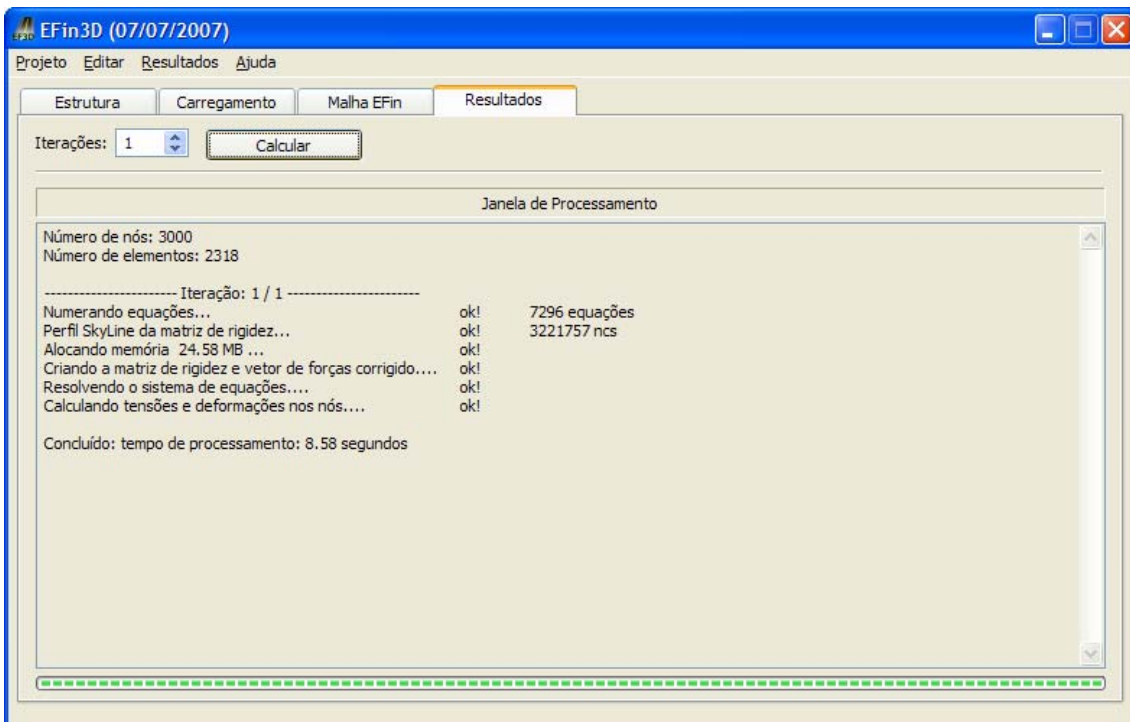 EFin3D (07/07/2007)
Projeto Editar Resultados Ajuda
Estrutura Carregamento Malha EFin Resultados
Iterações: 1 Calcular
Janela de Processamento
Número de nós: 3000
Número de elementos: 2318
----------------------- Iteração: 1 / 1 -----------------------
Numerando equações... ok! 7296 equações
Perfil SkyLine da matriz de rigidez... ok! 3221757 ncs
Alocando memória 24.58 MB ... ok!
Criando a matriz de rigidez e vetor de forças corrigido.... ok!
Resolvendo o sistema de equações.... ok!
Calculando tensões e deformações nos nós.... ok!
Concluído: tempo de processamento: 8.58 segundos